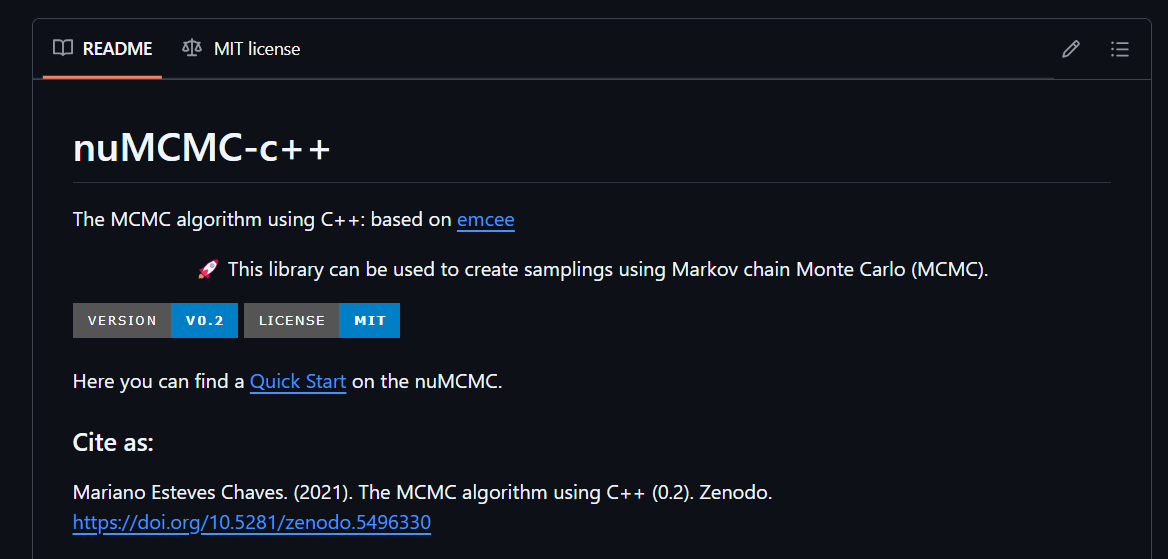 README MIT license
nuMCMC-c++
The MCMC algorithm using C++: based on emcee
🚀 This library can be used to create samplings using Markov chain Monte Carlo (MCMC).
VERSION V0.2 LICENSE MIT
Here you can find a Quick Start on the nuMCMC.
Cite as:
Mariano Esteves Chaves. (2021). The MCMC algorithm using C++ (0.2). Zenodo.
https://doi.org/10.5281/zenodo.5496330